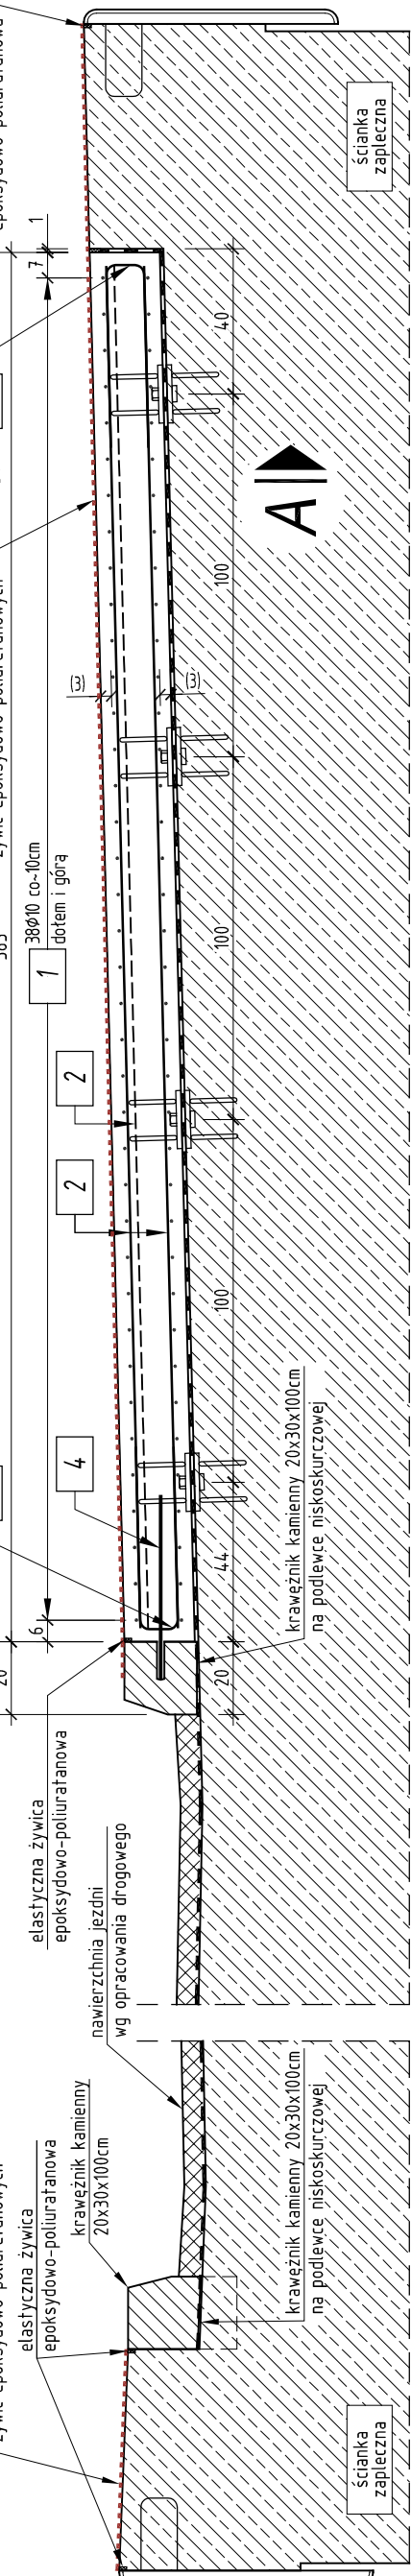 elastyczna żywica
epoksydowo-poliuratanowa
krawężnik kamienny
20x30x100cm
nawierzchnia jezdni
wg opracowania drogowego
elastyczna żywica
epoksydowo-poliuratanowa
20
6
38Ø10 co~10cm
dołem i górą
1
7
1
2
2
4
(3)
(3)
20
44
100
100
100
40
krawężnik kamienny 20x30x100cm
na podlewce niskoskurczowej
krawężnik kamienny 20x30x100cm
na podlewce niskoskurczowej
A
ścianka
zapleczna
ścianka
zapleczna